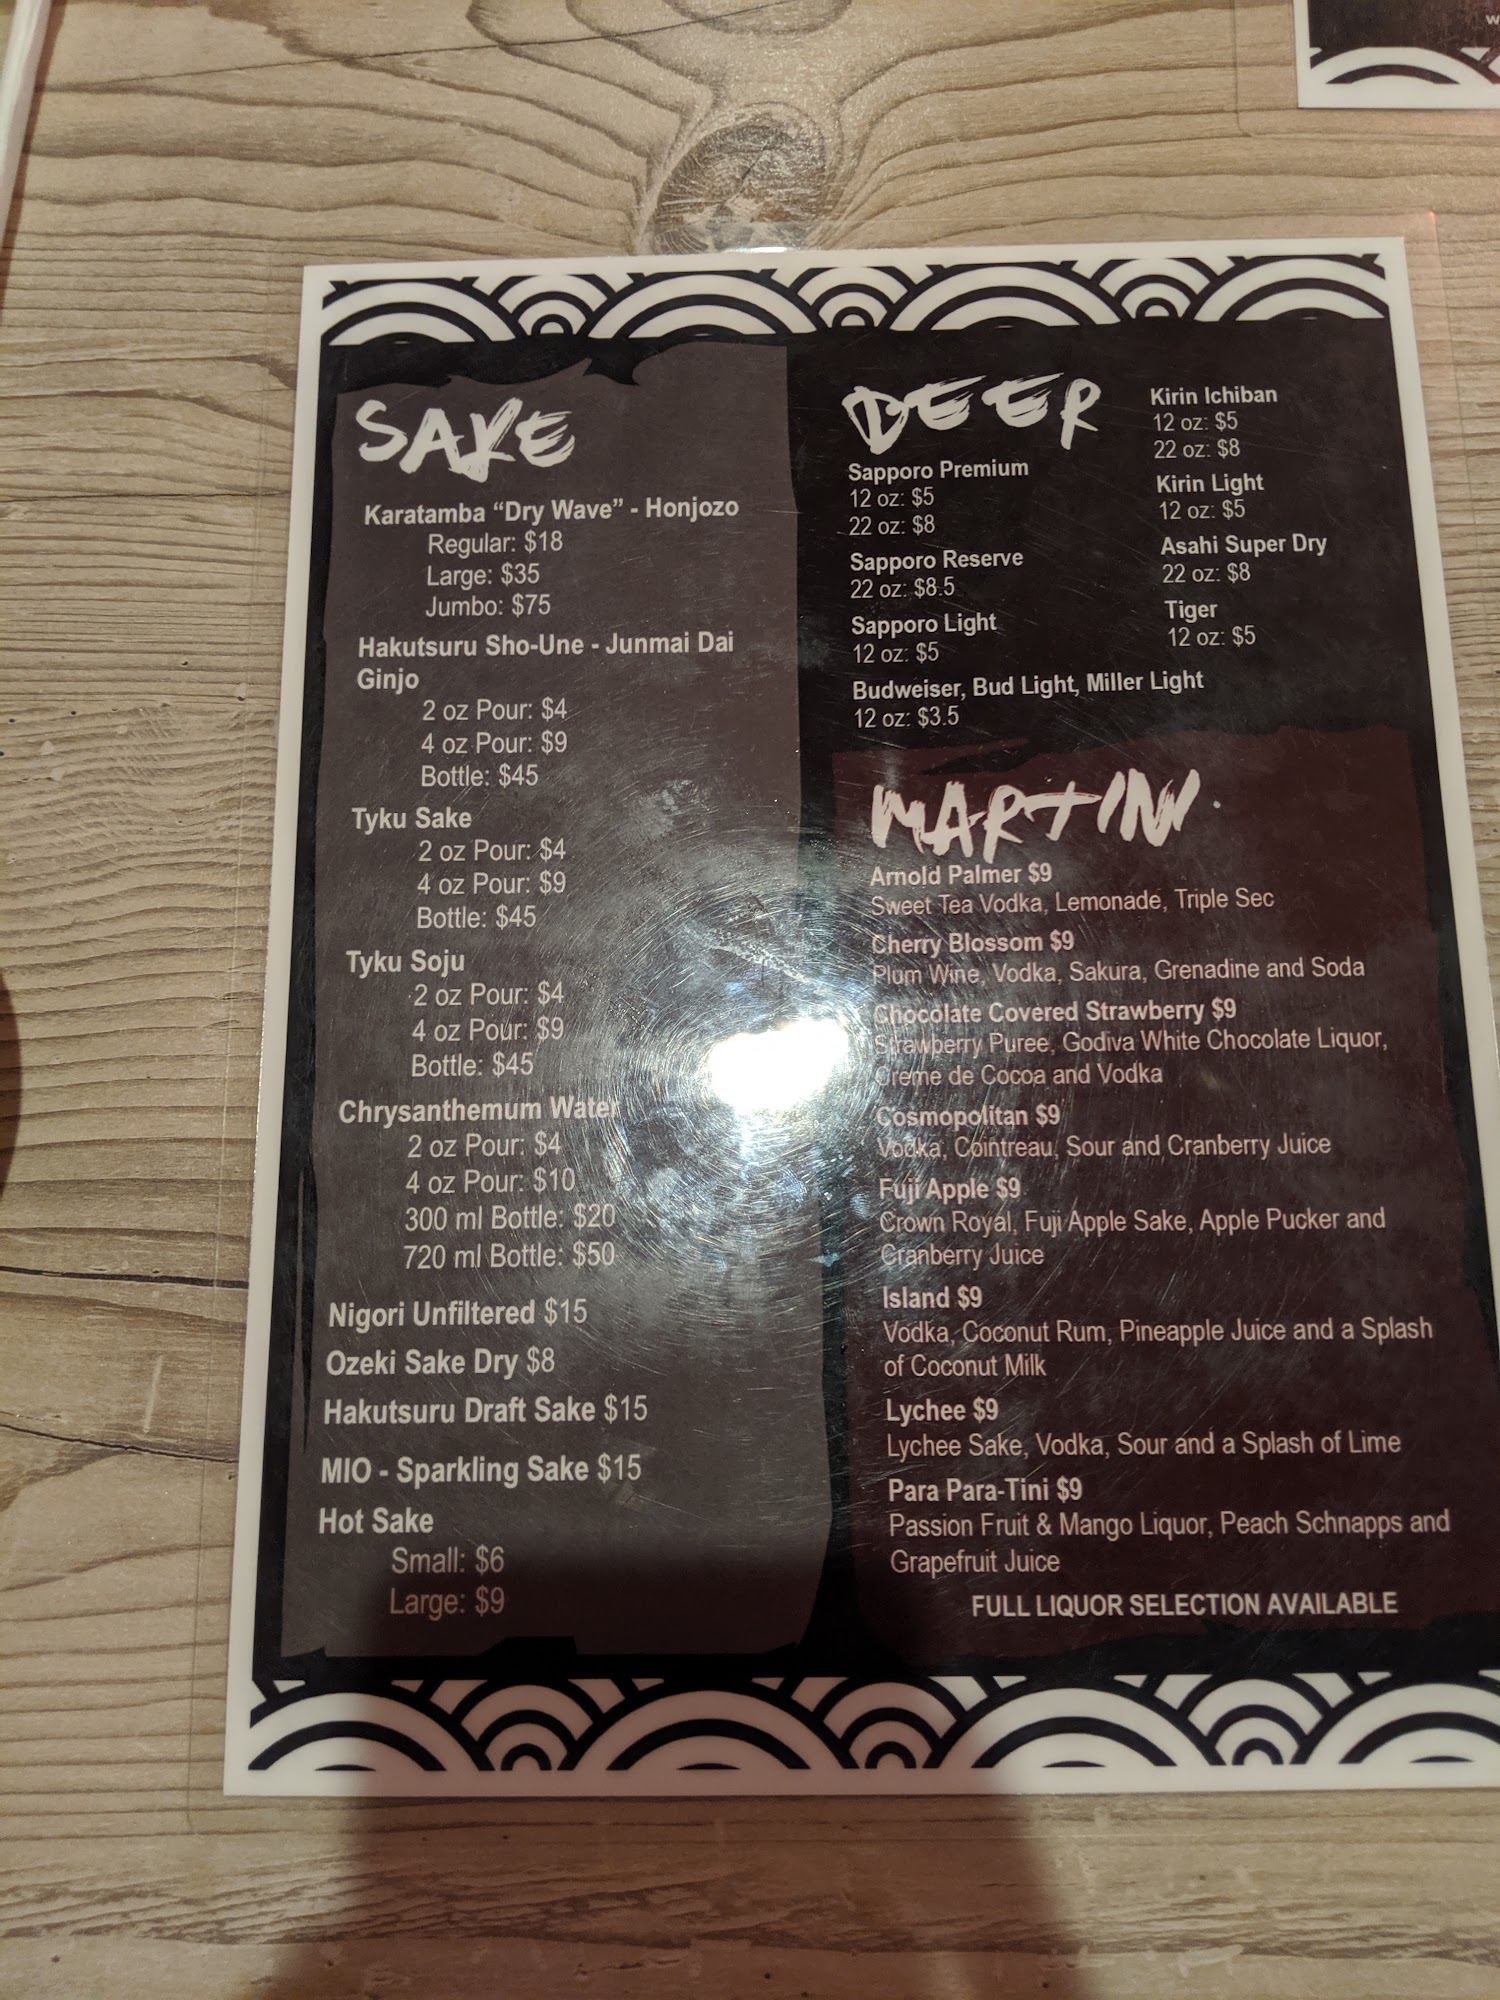 SAKE
Karatamba “Dry Wave” - Honjozo
Regular: $18
Large: $35
Jumbo: $75
Hakutsuru Sho-Une - Junmai Dai
Ginjo
2 oz Pour: $4
4 oz Pour: $9
Bottle: $45
Tyku Sake
2 oz Pour: $4
4 oz Pour: $9
Bottle: $45
Tyku Soju
2 oz Pour: $4
4 oz Pour: $9
Bottle: $45
Chrysanthemum Water
2 oz Pour: $4
4 oz Pour: $10
300 ml Bottle: $20
720 ml Bottle: $50
Nigori Unfiltered $15
Ozeki Sake Dry $8
Hakutsuru Draft Sake $15
MIO - Sparkling Sake $15
Hot Sake
Small: $6
Large: $9
BEER
Sapporo Premium
12 oz: $5
22 oz: $8
Sapporo Reserve
22 oz: $8.5
Sapporo Light
12 oz: $5
Budweiser, Bud Light, Miller Light
12 oz: $3.5
Kirin Ichiban
12 oz: $5
22 oz: $8
Kirin Light
12 oz: $5
Asahi Super Dry
22 oz: $8
Tiger
12 oz: $5
MARTINI
Arnold Palmer $9
Sweet Tea Vodka, Lemonade, Triple Sec
Cherry Blossom $9
Plum Wine, Vodka, Sakura, Grenadine and Soda
Chocolate Covered Strawberry $9
Strawberry Puree, Godiva White Chocolate Liquor,
Creme de Cocoa and Vodka
Cosmopolitan $9
Vodka, Cointreau, Sour and Cranberry Juice
Fuji Apple $9
Crown Royal, Fuji Apple Sake, Apple Pucker and
Cranberry Juice
Island $9
Vodka, Coconut Rum, Pineapple Juice and a Splash
of Coconut Milk
Lychee $9
Lychee Sake, Vodka, Sour and a Splash of Lime
Para Para-Tini $9
Passion Fruit & Mango Liquor, Peach Schnapps and
Grapefruit Juice
FULL LIQUOR SELECTION AVAILABLE